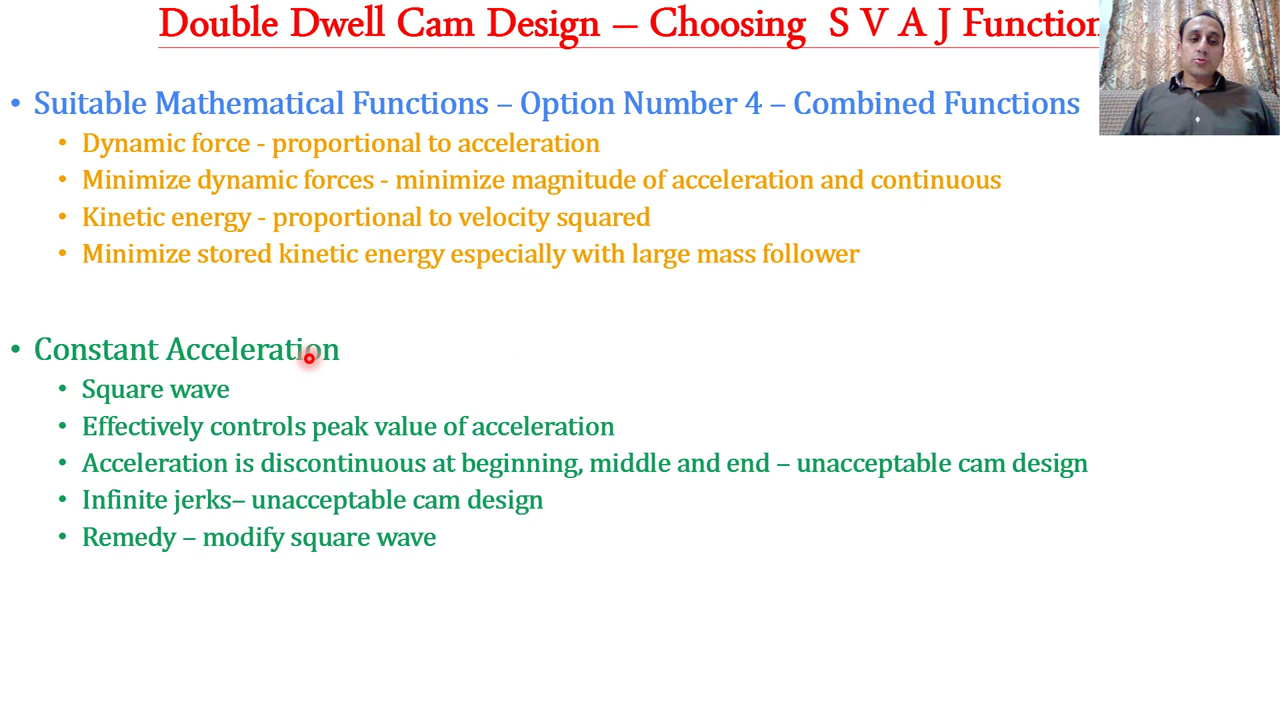 Double Dwell Cam Design – Choosing S V A J Function
• Suitable Mathematical Functions – Option Number 4 – Combined Functions
• Dynamic force - proportional to acceleration
• Minimize dynamic forces - minimize magnitude of acceleration and continuous
• Kinetic energy - proportional to velocity squared
• Minimize stored kinetic energy especially with large mass follower
• Constant Acceleration
• Square wave
• Effectively controls peak value of acceleration
• Acceleration is discontinuous at beginning, middle and end – unacceptable cam design
• Infinite jerks– unacceptable cam design
• Remedy – modify square wave